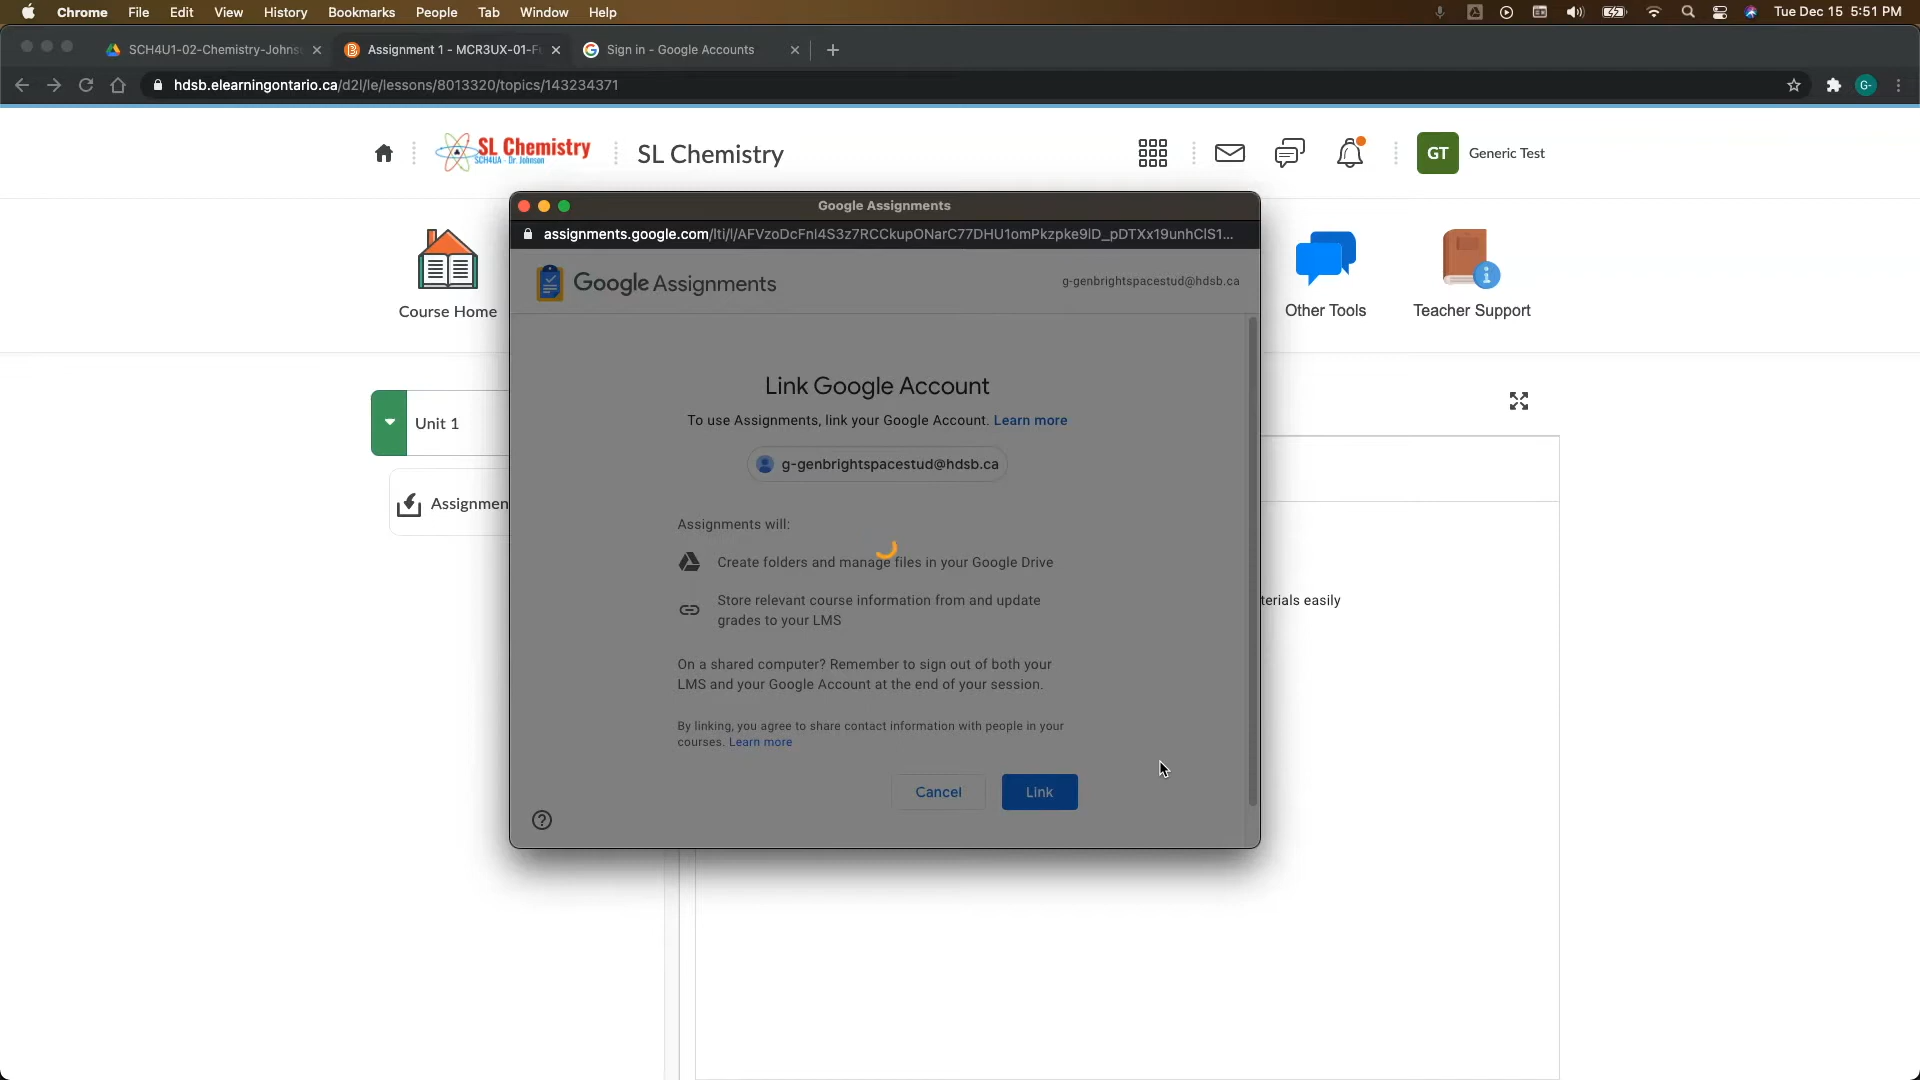 Chrome File Edit View History Bookmarks People Tab Window Help
Tue Dec 15 5:51 PM
SCH4U1-02-Chemistry-Johns
Assignment 1 - MCR3UX-01-F
Sign in - Google Accounts
hdsb.elearningontario.ca/d2l/le/lessons/8013320/topics/143234371
G-
SL Chemistry
SCH4UA - Dr Johnson
SL Chemistry
GT
Generic Test
Google Assignments
assignments.google.com/lti/l/AFVzoDcFnI4S3z7RCCkupONarC77DHU1omPkzpke9lD_pDTXx19unhClS1...
Google Assignments
g-genbrightspacestud@hdsb.ca
Course Home
Other Tools
Teacher Support
Link Google Account
To use Assignments, link your Google Account. Learn more
g-genbrightspacestud@hdsb.ca
Unit 1
Assignmen
Assignments will:
Create folders and manage files in your Google Drive
Store relevant course information from and update
grades to your LMS
terials easily
On a shared computer? Remember to sign out of both your
LMS and your Google Account at the end of your session.
By linking, you agree to share contact information with people in your
courses. Learn more
Cancel
Link